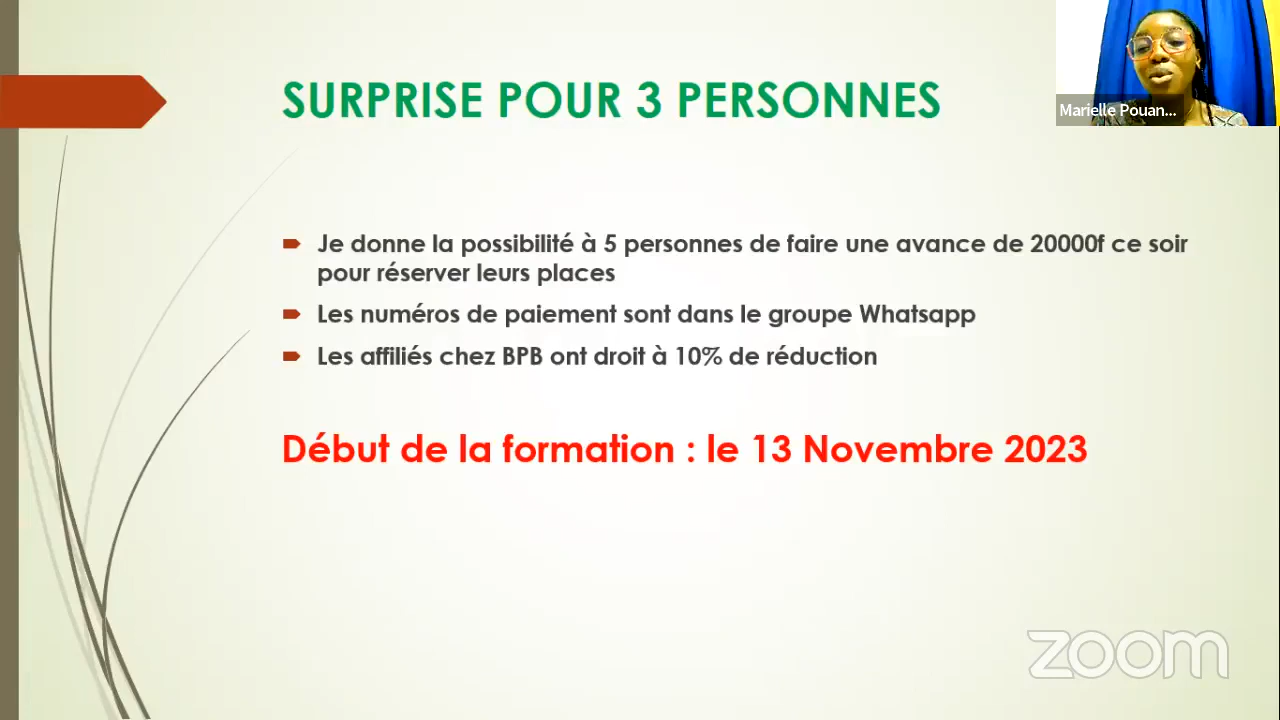 SURPRISE POUR 3 PERSONNES
Marielle Pouan...
Je donne la possibilité à 5 personnes de faire une avance de 20000f ce soir
pour réserver leurs places
Les numéros de paiement sont dans le groupe Whatsapp
Les affiliés chez BPB ont droit à 10% de réduction
Début de la formation : le 13 Novembre 2023
zoom